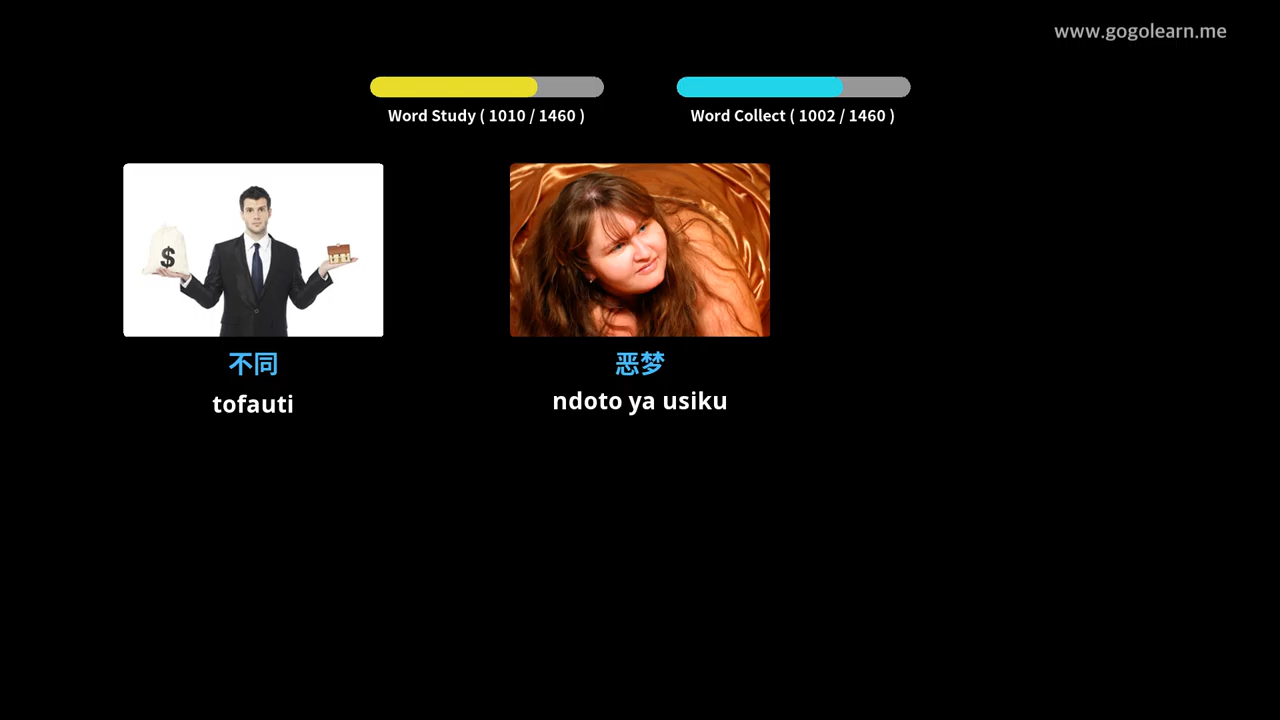 www.gogolearn.me
Word Study ( 1010 / 1460 )
Word Collect ( 1002 / 1460 )
$
不同
tofauti
恶梦
ndoto ya usiku